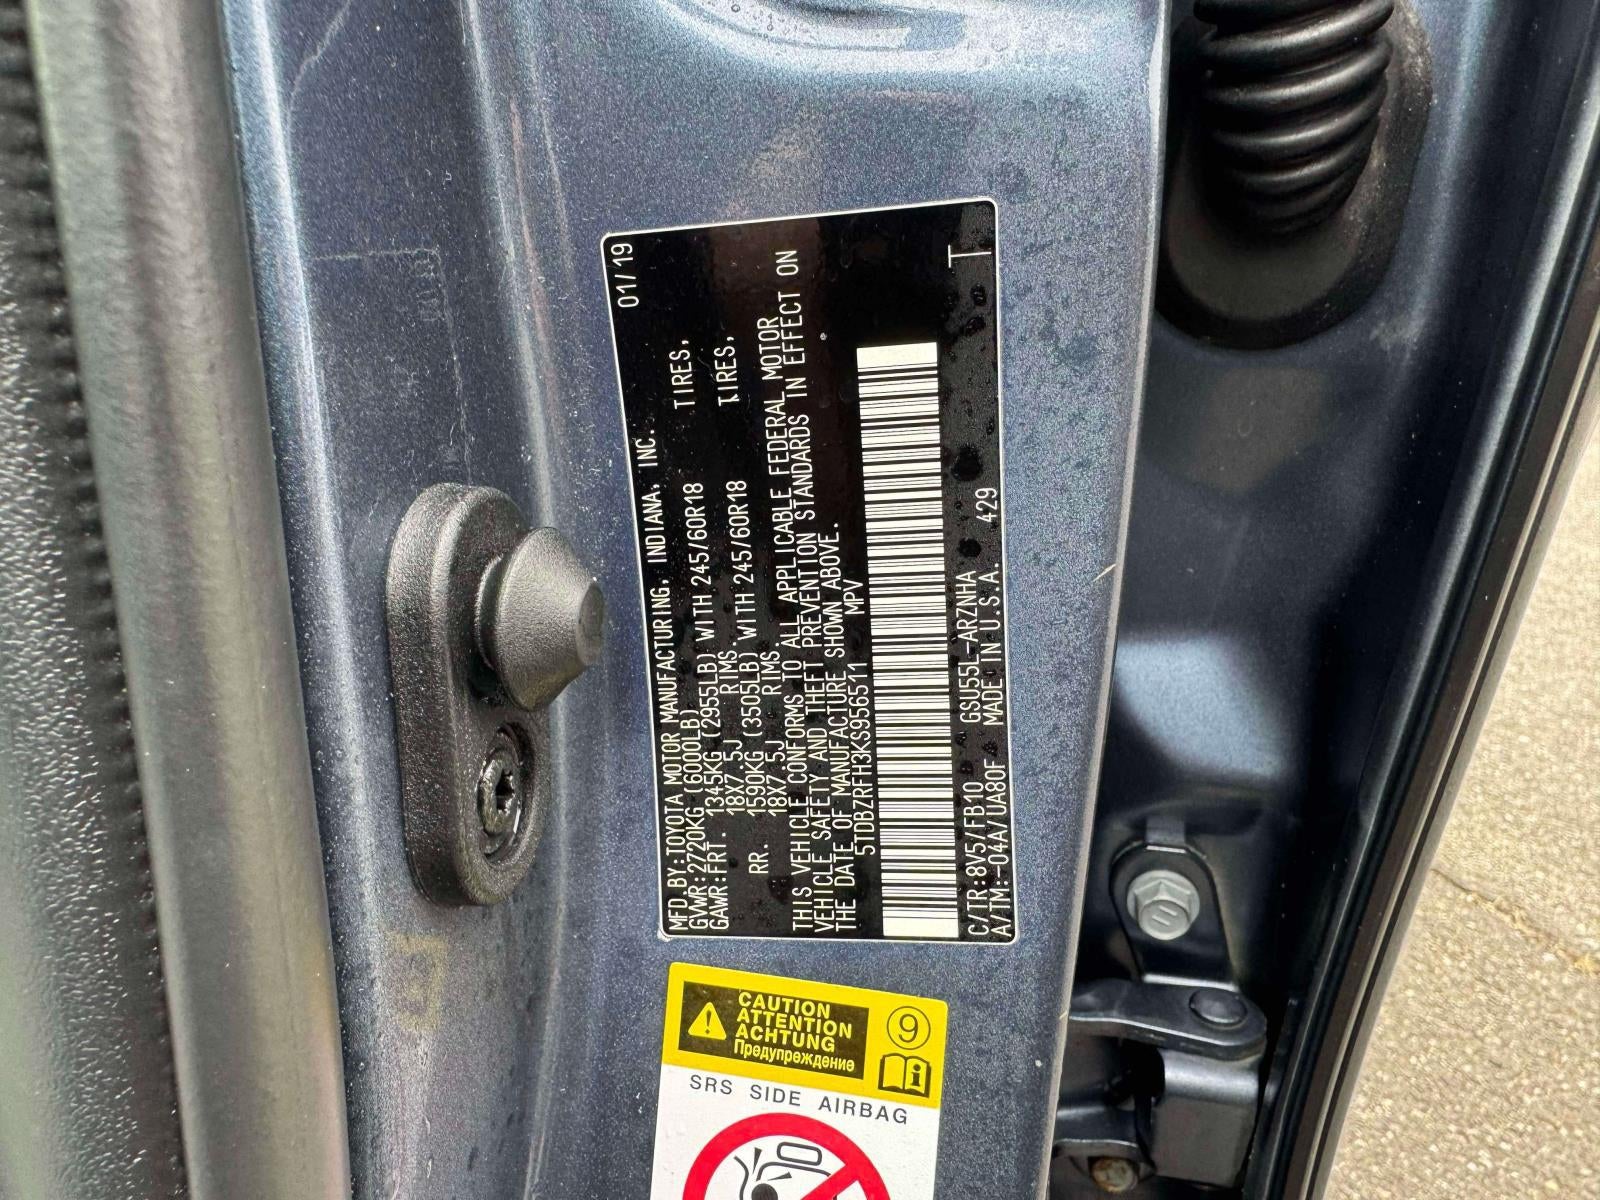 MFD.BY:TOYOTA MOTOR MANUFACTURING, INDIANA, INC. 01/19
GVWR:2720KG (6000LB)
GAWR:FRT. 1345KG (2955LB) WITH 245/60R18 TIRES,
18X7.5J RIMS.
RR. 1590KG (3505LB) WITH 245/60R18 TIRES,
18X7.5J RIMS.
THIS VEHICLE CONFORMS TO ALL APPLICABLE FEDERAL MOTOR
VEHICLE SAFETY AND THEFT PREVENTION STANDARDS IN EFFECT ON
THE DATE OF MANUFACTURE SHOWN ABOVE.
5TDBZRFH3KS956511 MPV
C/TR:8V5/FB10 GSU55L-ARZNHA
A/TM:-04A/UA80F MADE IN U.S.A. 429
T
CAUTION
ATTENTION
ACHTUNG
Предупреждение
9
i
SRS SIDE AIRBAG